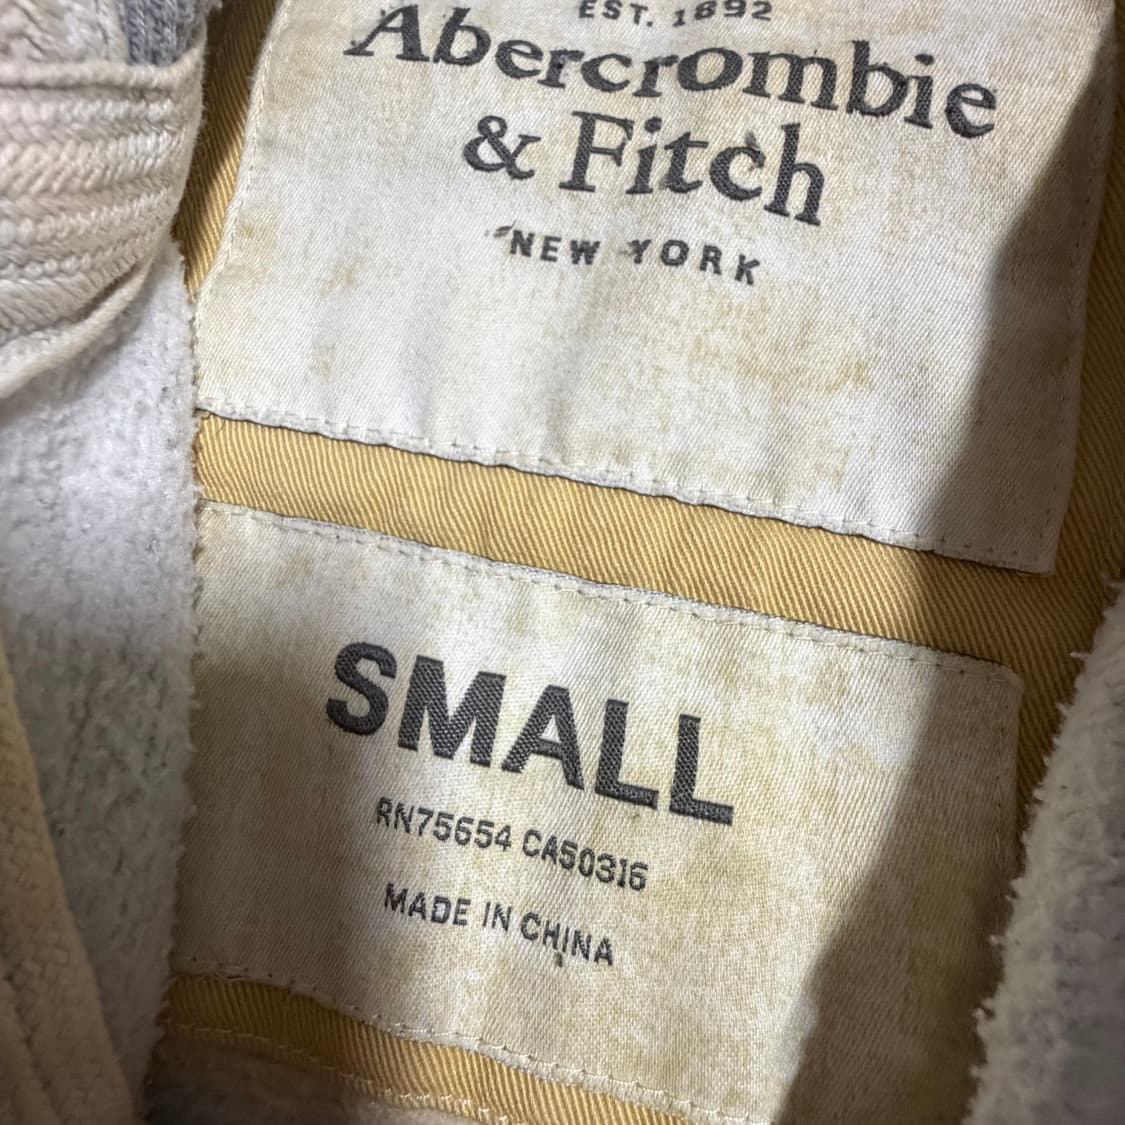 EST. 1892
Abercrombie
& Fitch
NEW YORK
SMALL
RN75654 CA50316
MADE IN CHINA